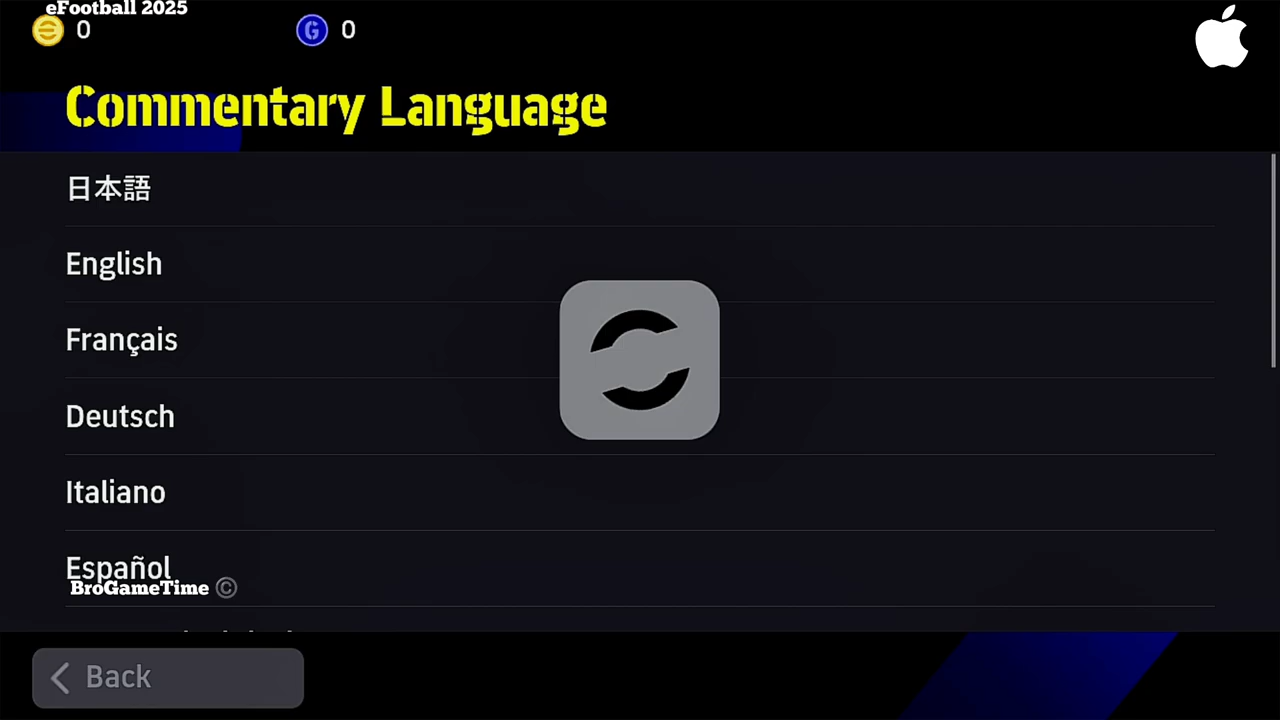 eFootball 2025
0
G 0
Commentary Language
日本語
English
Français
Deutsch
Italiano
Español
BroGameTime ©
Back